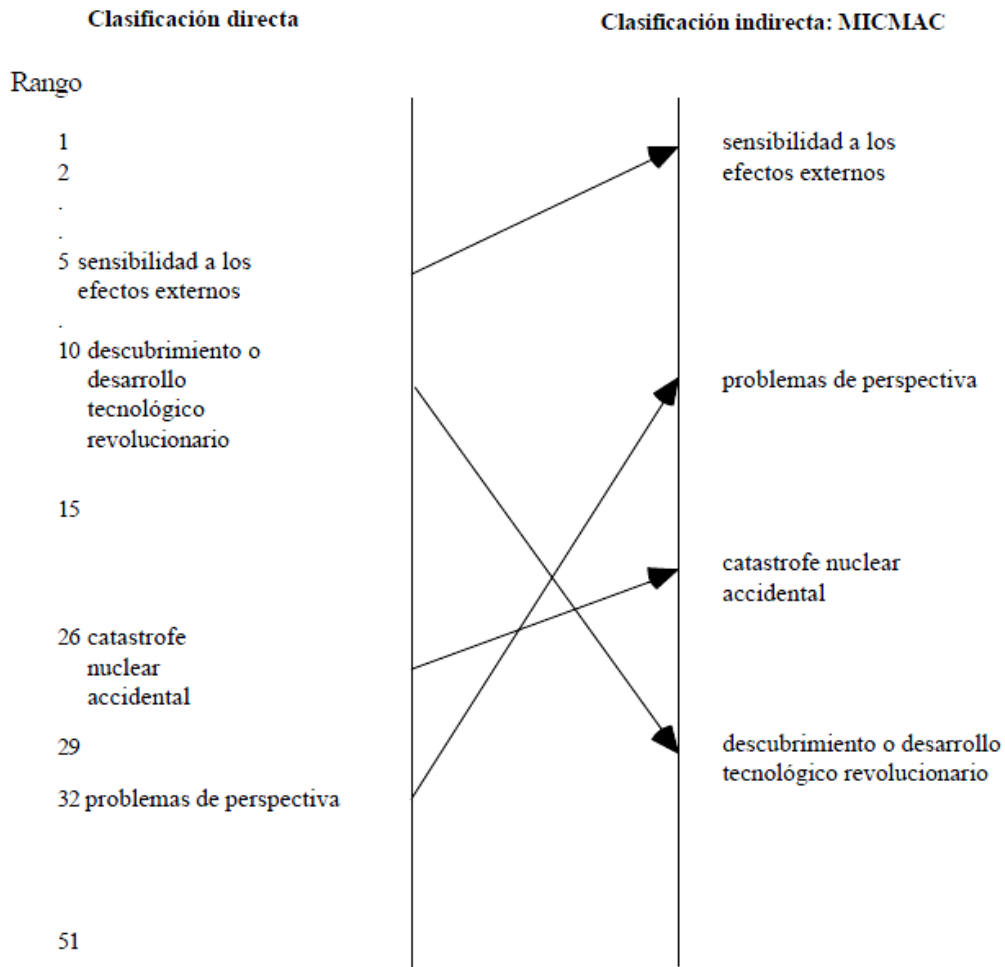 Clasificación directa
Clasificación indirecta: MICMAC
Rango
1
2
.
.
5 sensibilidad a los
efectos externos
.
10 descubrimiento o
desarrollo
tecnológico
revolucionario
15
26 catastrofe
nuclear
accidental
29
32 problemas de perspectiva
51
sensibilidad a los
efectos externos
problemas de perspectiva
catastrofe nuclear
accidental
descubrimiento o desarrollo
tecnológico revolucionario